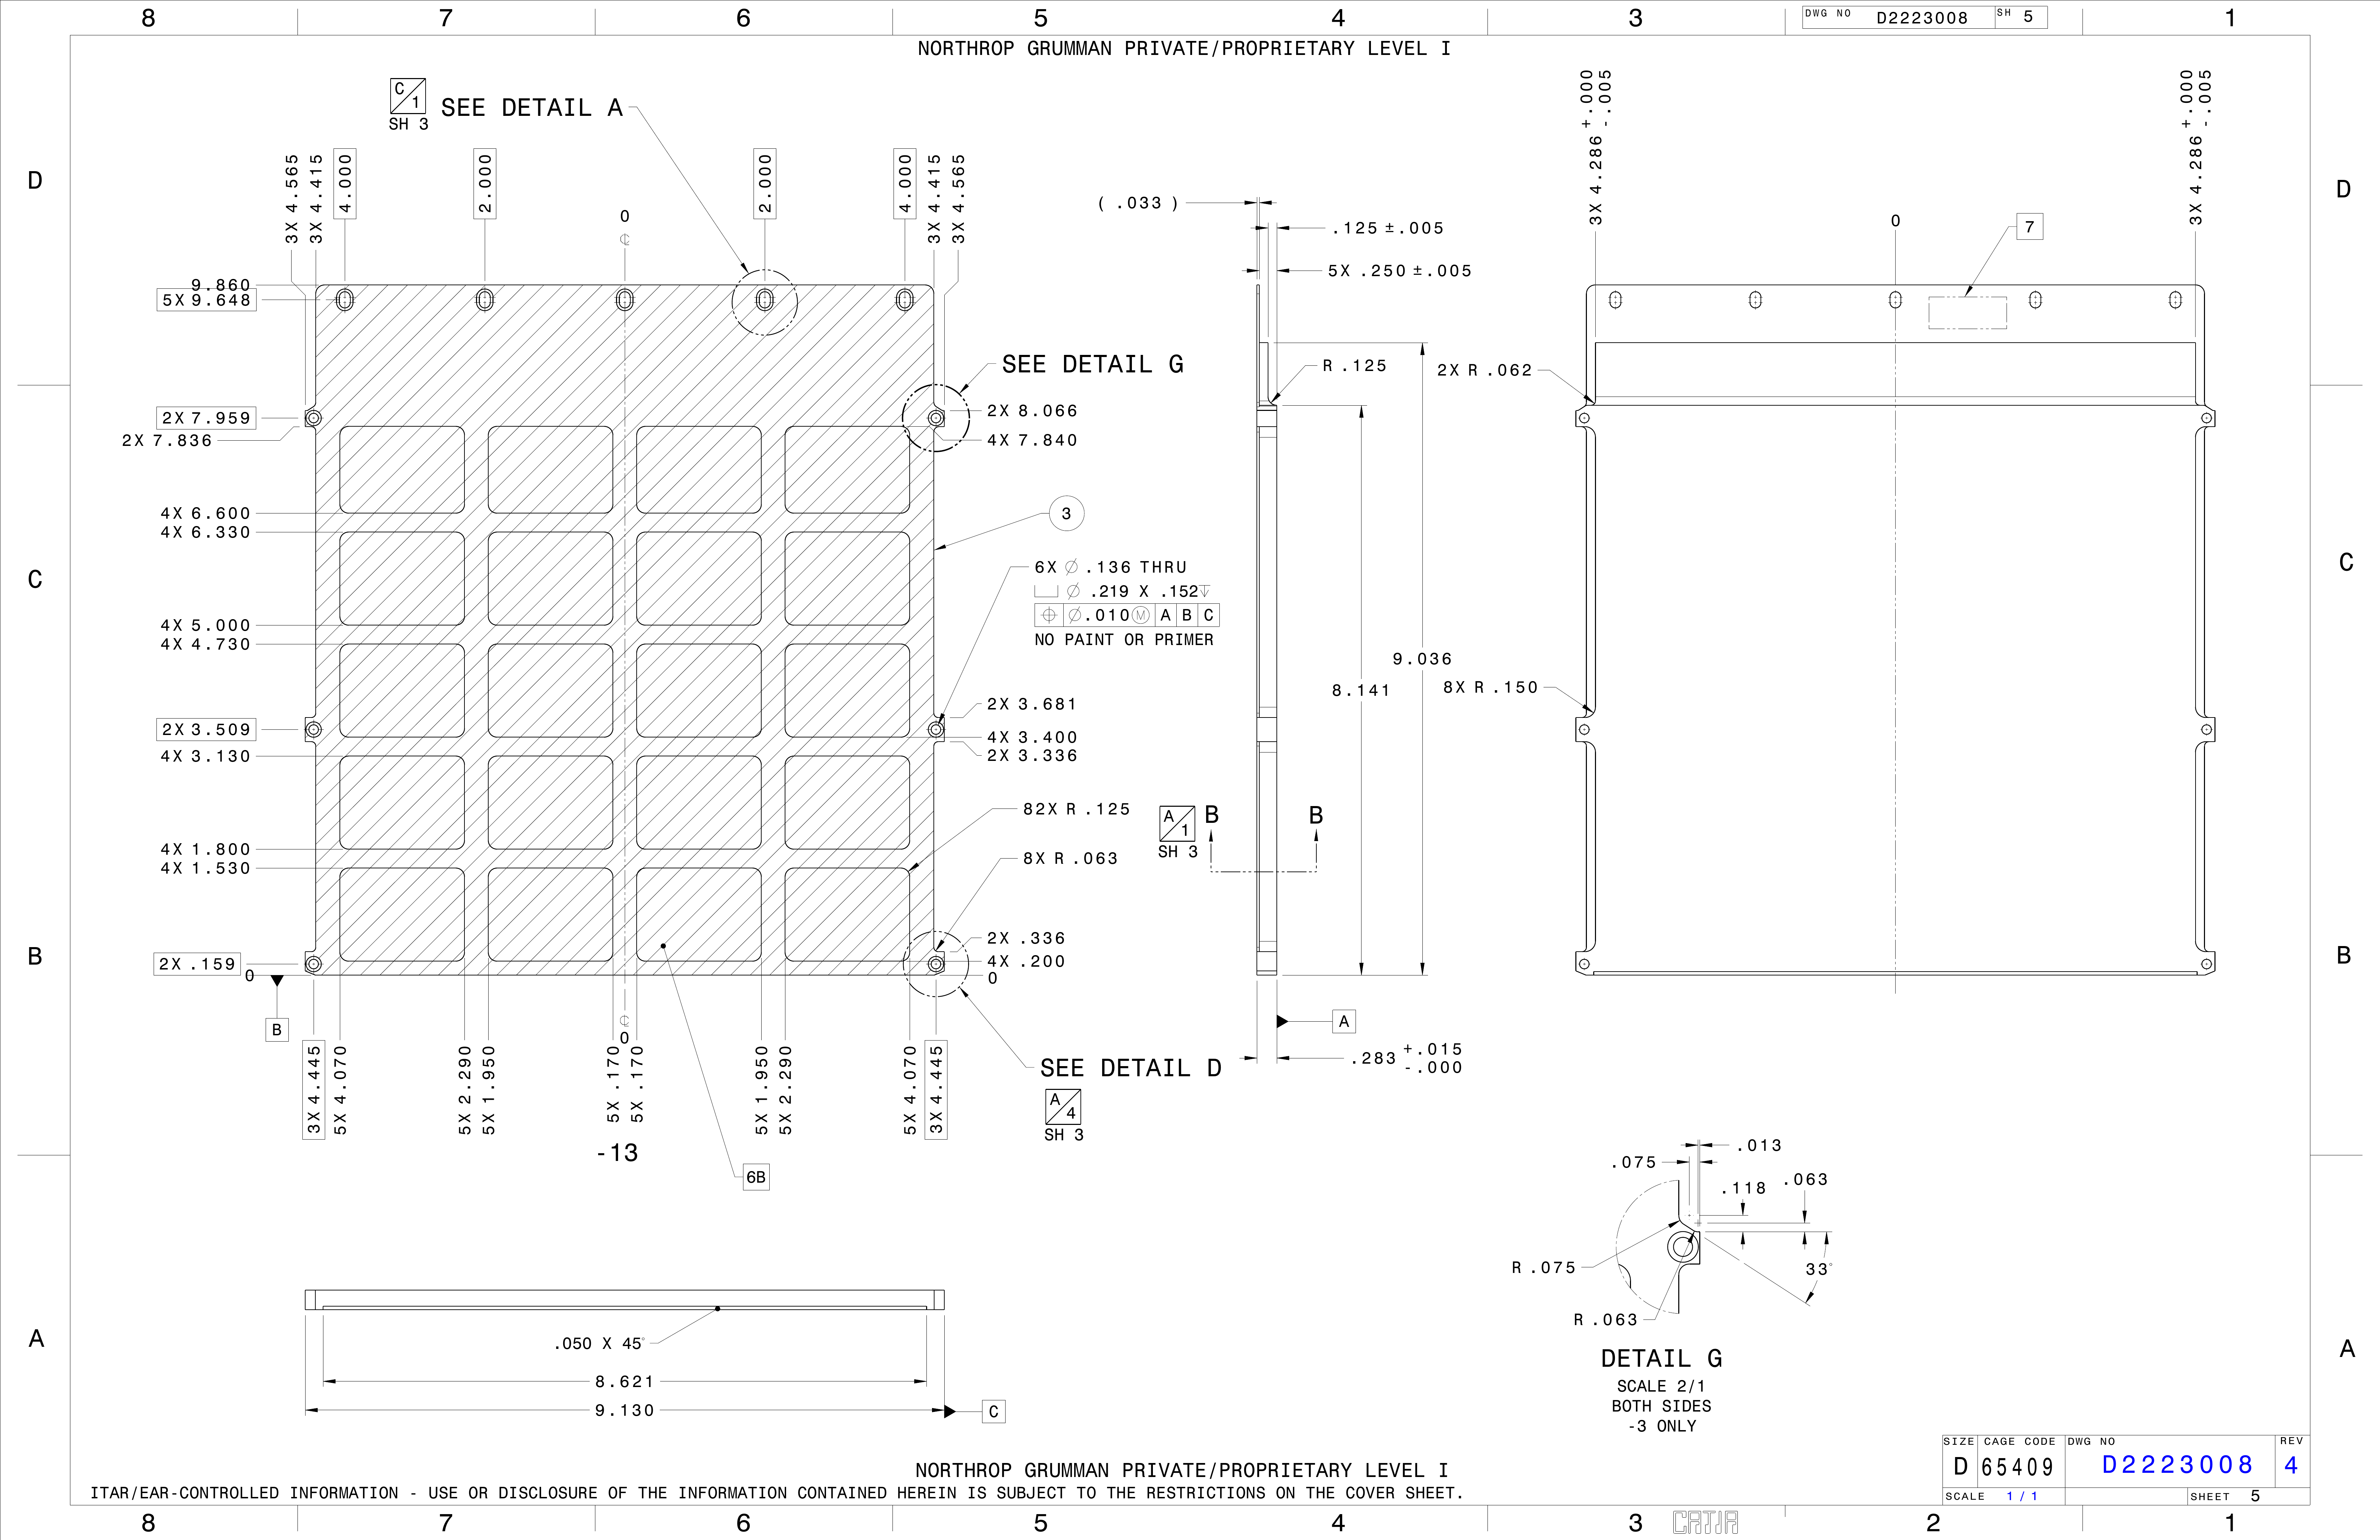 8 7 6 5 4 3 2 1
DWG NO D2223008 SH 5
NORTHROP GRUMMAN PRIVATE/PROPRIETARY LEVEL I
C
1
SH 3
SEE DETAIL A
D
D
3X 4.565
3X 4.415
4.000
2.000
0
2.000
4.000
3X 4.415
3X 4.565
9.860
5X 9.648
SEE DETAIL G
2X 7.959
2X 7.836
2X 8.066
4X 7.840
4X 6.600
4X 6.330
3
C
C
6X Ø .136 THRU
⌴ Ø .219 X .152↧
⌖ Ø.010Ⓜ A B C
NO PAINT OR PRIMER
4X 5.000
4X 4.730
2X 3.681
2X 3.509
4X 3.400
4X 3.130
2X 3.336
82X R .125
8X R .063
4X 1.800
4X 1.530
B
B
2X .336
2X .159
4X .200
0
0
B
0
3X 4.445
5X 4.070
5X 2.290
5X 1.950
5X .170
5X .170
5X 1.950
5X 2.290
5X 4.070
3X 4.445
SEE DETAIL D
A
4
SH 3
-13
6B
( .033 )
.125 ±.005
5X .250 ±.005
R .125
9.036
8.141
A
1
SH 3
B B
A
.283 +.015
-.000
3X 4.286 +.000
-.005
0
7
3X 4.286 +.000
-.005
2X R .062
8X R .150
.013
.075
.118
.063
R .075
33°
R .063
DETAIL G
SCALE 2/1
BOTH SIDES
-3 ONLY
A
A
.050 X 45°
8.621
9.130
C
NORTHROP GRUMMAN PRIVATE/PROPRIETARY LEVEL I
ITAR/EAR-CONTROLLED INFORMATION - USE OR DISCLOSURE OF THE INFORMATION CONTAINED HEREIN IS SUBJECT TO THE RESTRICTIONS ON THE COVER SHEET.
SIZE CAGE CODE DWG NO REV
D 65409 D2223008 4
SCALE 1 / 1 SHEET 5
8 7 6 5 4 3 CATIA 2 1